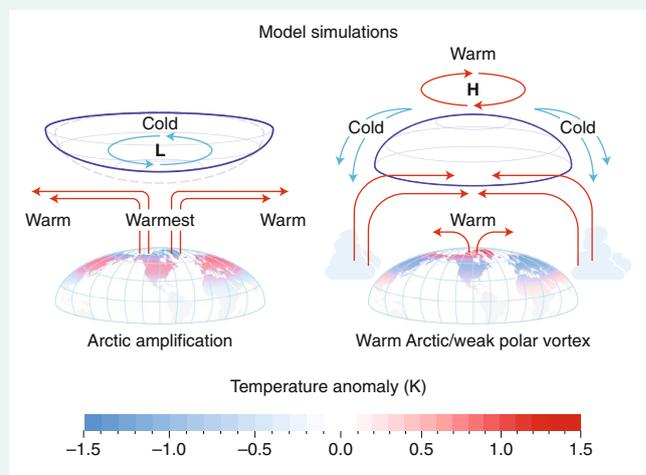 Model simulations
Cold
L
Warm
Warmest
Warm
Arctic amplification
Warm
H
Cold
Cold
Warm
Warm Arctic/weak polar vortex
Temperature anomaly (K)
–1.5 –1.0 –0.5 0.0 0.5 1.0 1.5